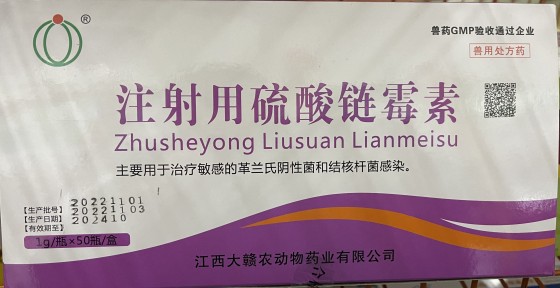 ®
兽药GMP验收通过企业
兽用处方药
注射用硫酸链霉素
Zhusheyong Liusuan Lianmeisu
主要用于治疗敏感的革兰氏阴性菌和结核杆菌感染。
【生产批号】 20221101
【生产日期】 20221103
【有效期至】 202410
1g/瓶×50瓶/盒
江西大赣农动物药业有限公司